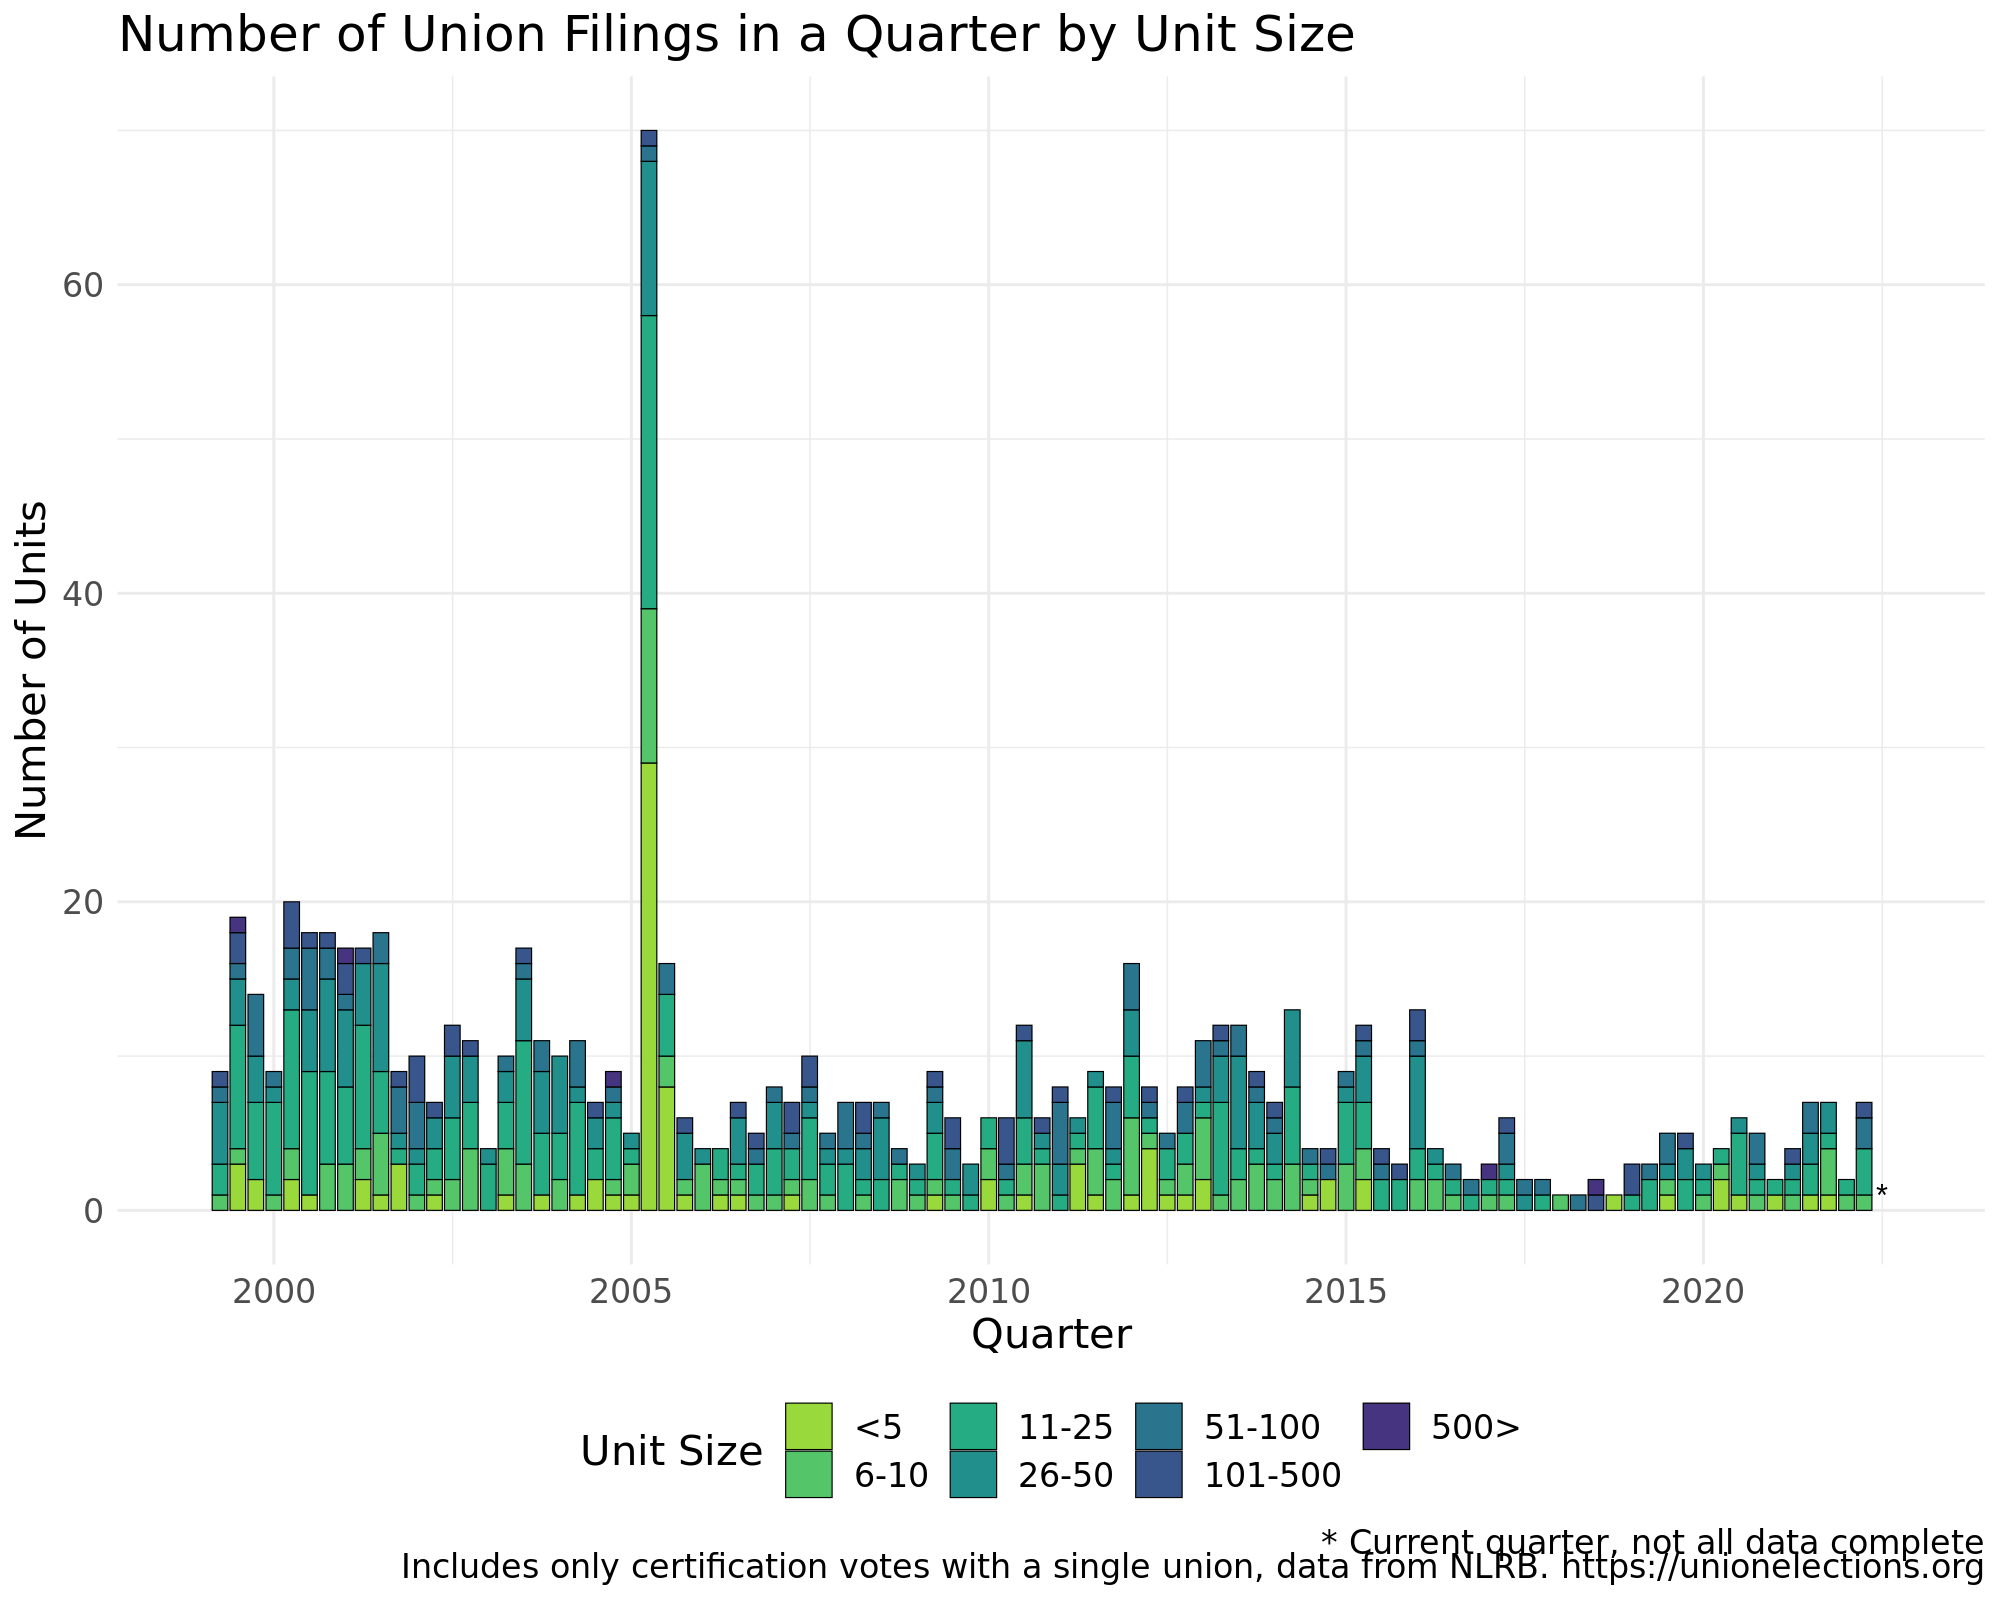 Number of Union Filings in a Quarter by Unit Size
Number of Units
60
40
20
0
*
2000 2005 2010 2015 2020
Quarter
Unit Size
<5 11-25 51-100 500>
6-10 26-50 101-500
* Current quarter, not all data complete
Includes only certification votes with a single union, data from NLRB. https://unionelections.org